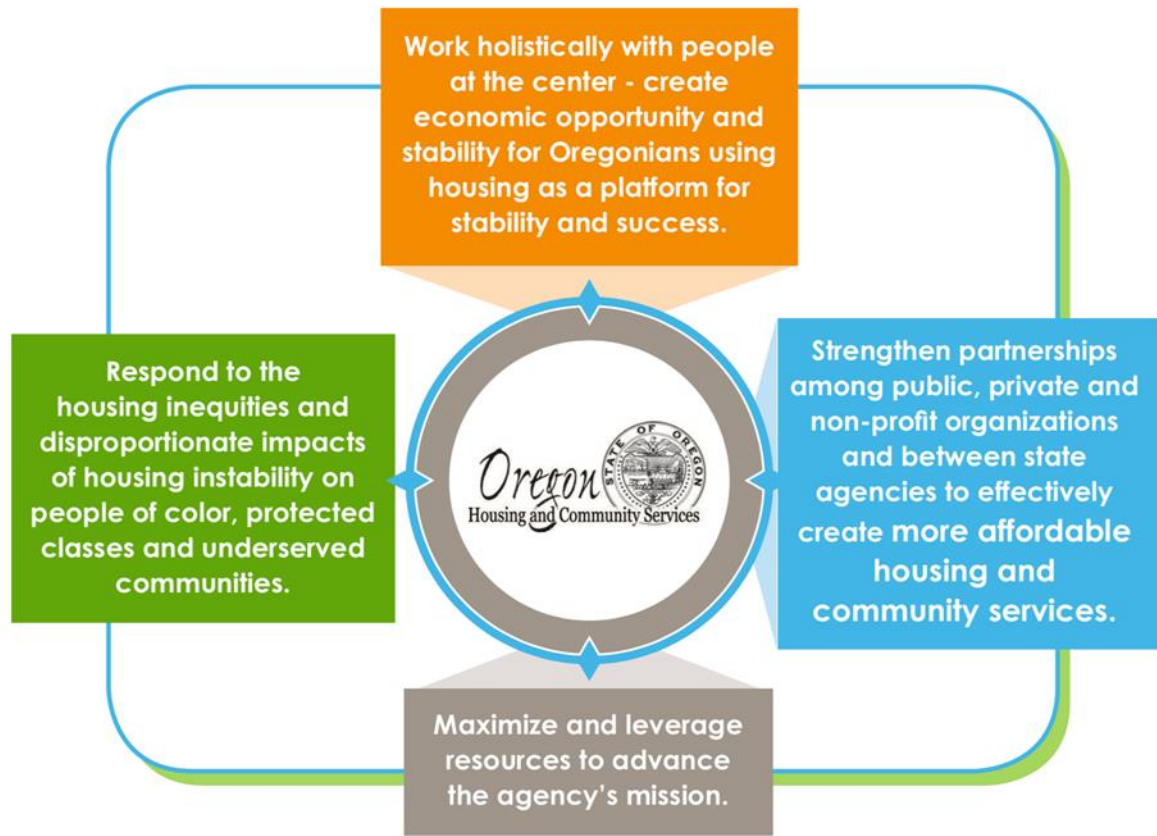 Work holistically with people
at the center - create
economic opportunity and
stability for Oregonians using
housing as a platform for
stability and success.
Respond to the
housing inequities and
disproportionate impacts
of housing instability on
people of color, protected
classes and underserved
communities.
STATE OF OREGON
Oregon
Housing and Community Services
Strengthen partnerships
among public, private and
non-profit organizations
and between state
agencies to effectively
create more affordable
housing and
community services.
Maximize and leverage
resources to advance
the agency’s mission.